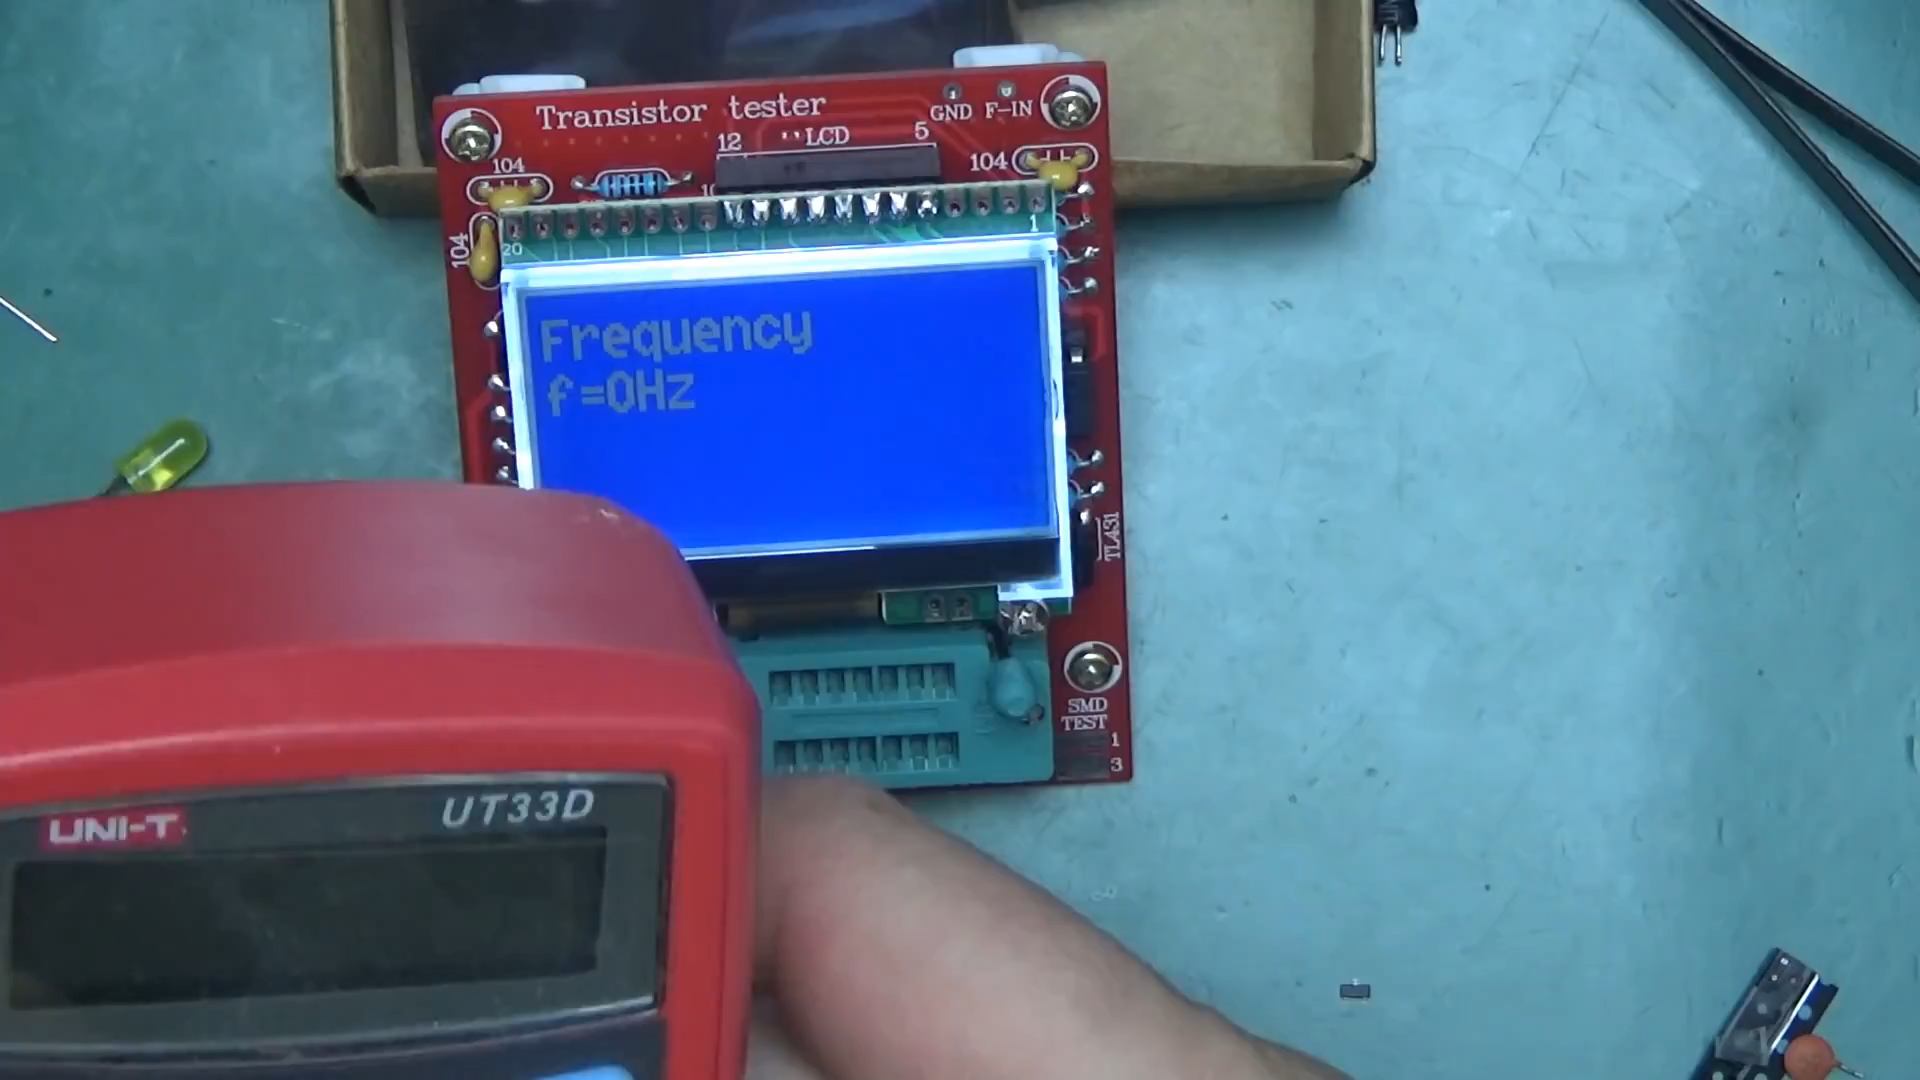 Transistor tester
GND F-IN
12 LCD 5
104
104
104
20
1
Frequency
f=0Hz
TL431
SMD
TEST
1
3
UNI-T
UT33D